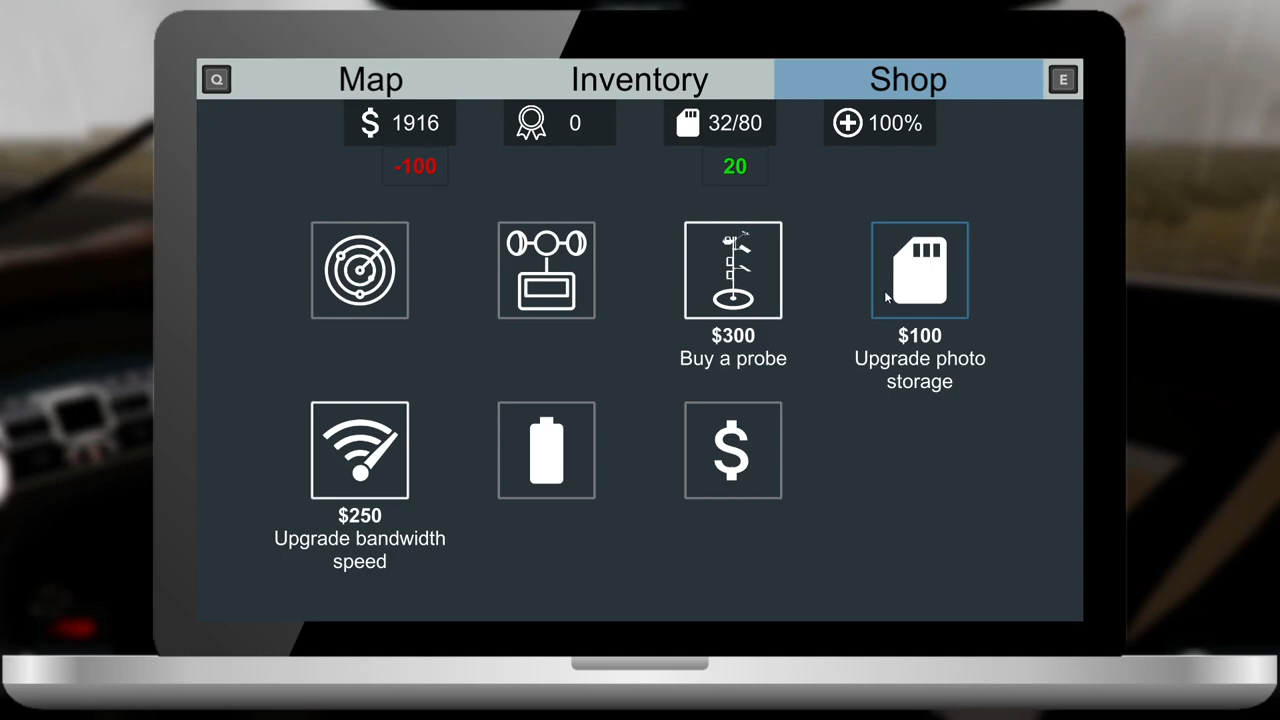 Q
Map
Inventory
Shop
E
$ 1916
0
32/80
100%
-100
20
$300
Buy a probe
$100
Upgrade photo
storage
$
$250
Upgrade bandwidth
speed